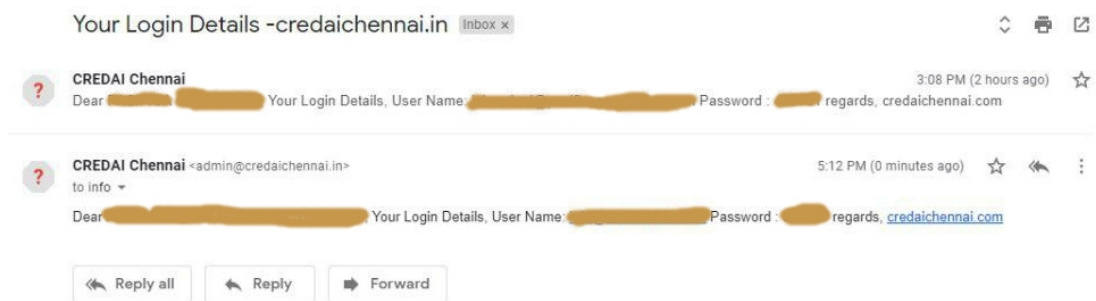 Your Login Details -credaichennai.in Inbox x
CREDAI Chennai 3:08 PM (2 hours ago)
Dear Your Login Details, User Name: Password : regards, credaichennai.com
CREDAI Chennai <admin@credaichennai.in> 5:12 PM (0 minutes ago)
to info
Dear Your Login Details, User Name: Password : regards, credaichennai.com
Reply all Reply Forward